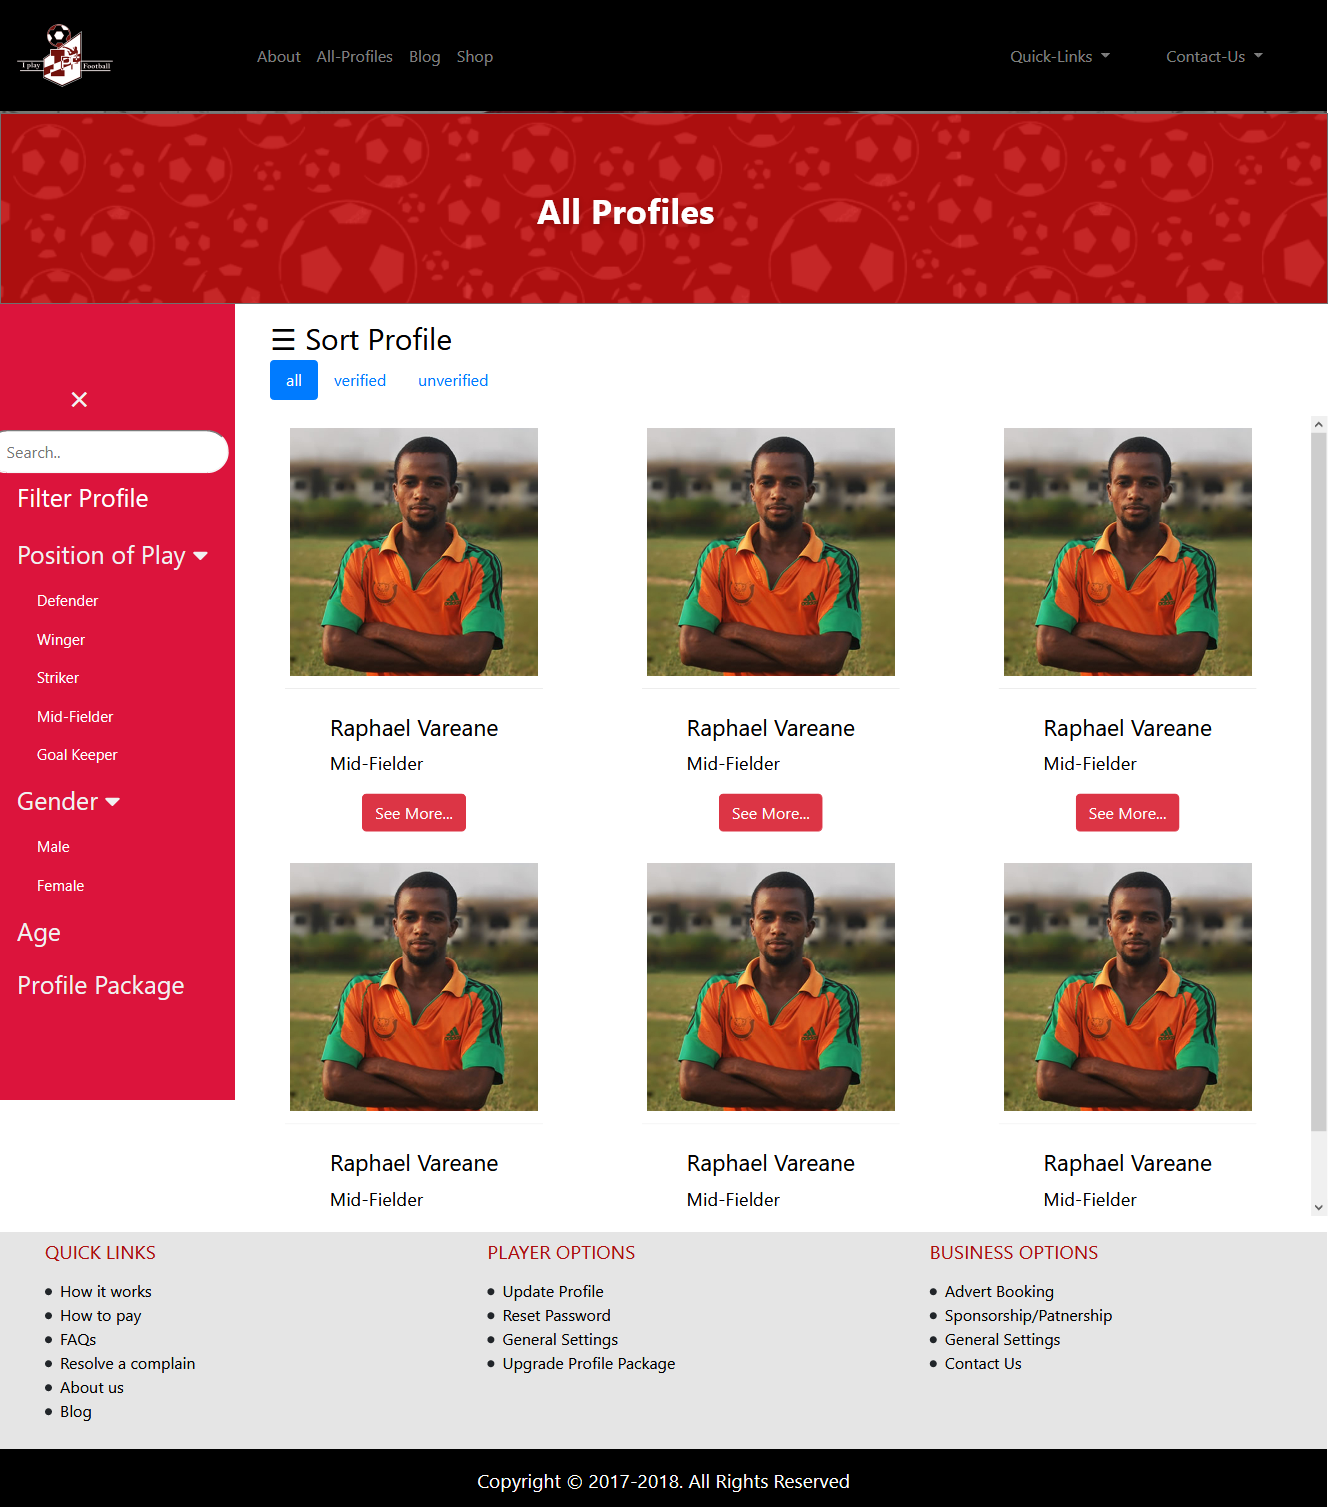 I play Football
About All-Profiles Blog Shop Quick-Links Contact-Us
All Profiles
☰ Sort Profile
all verified unverified
×
Search..
Filter Profile
Position of Play
Defender
Winger
Striker
Mid-Fielder
Goal Keeper
Gender
Male
Female
Age
Profile Package
Raphael Vareane Raphael Vareane Raphael Vareane
Mid-Fielder Mid-Fielder Mid-Fielder
See More... See More... See More...
Raphael Vareane Raphael Vareane Raphael Vareane
Mid-Fielder Mid-Fielder Mid-Fielder
QUICK LINKS
How it works
How to pay
FAQs
Resolve a complain
About us
Blog
PLAYER OPTIONS
Update Profile
Reset Password
General Settings
Upgrade Profile Package
BUSINESS OPTIONS
Advert Booking
Sponsorship/Patnership
General Settings
Contact Us
Copyright © 2017-2018. All Rights Reserved